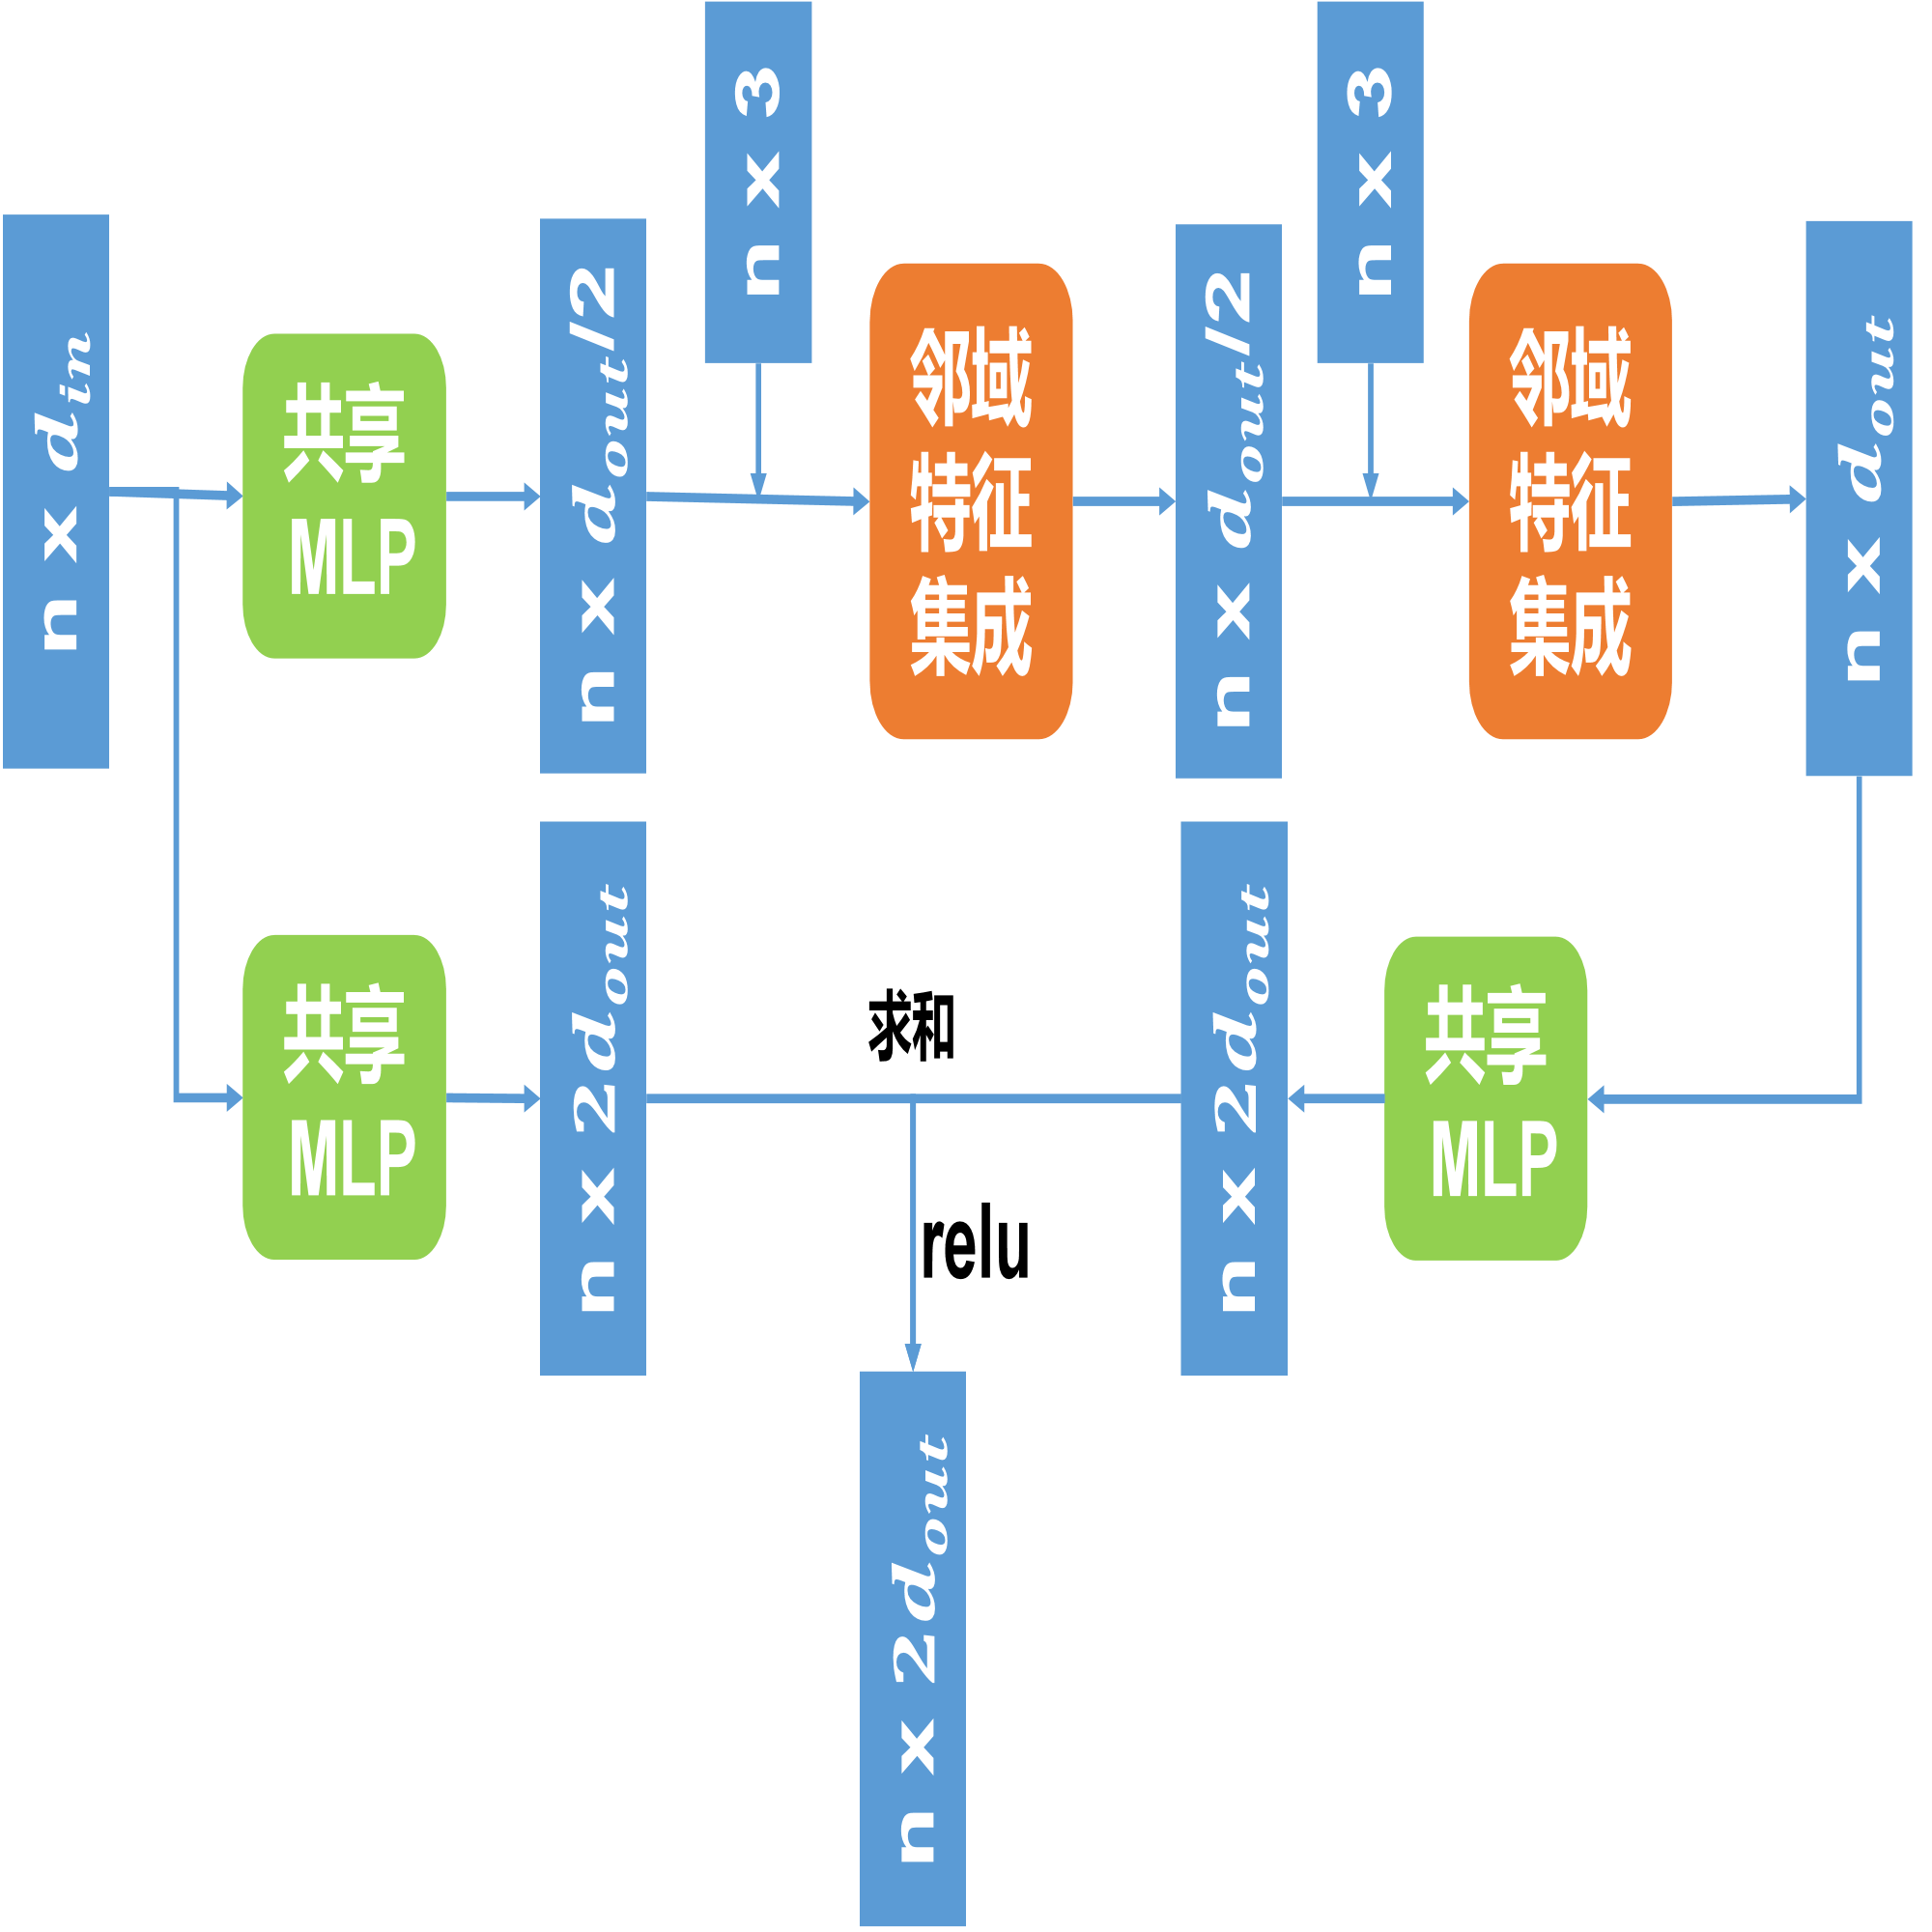 n x 3
n x 3
n x d_in
共享
MLP
n x d_out/2
邻域
特征
集成
n x d_out/2
邻域
特征
集成
n x d_out
共享
MLP
n x 2d_out
求和
n x 2d_out
共享
MLP
relu
n x 2d_out